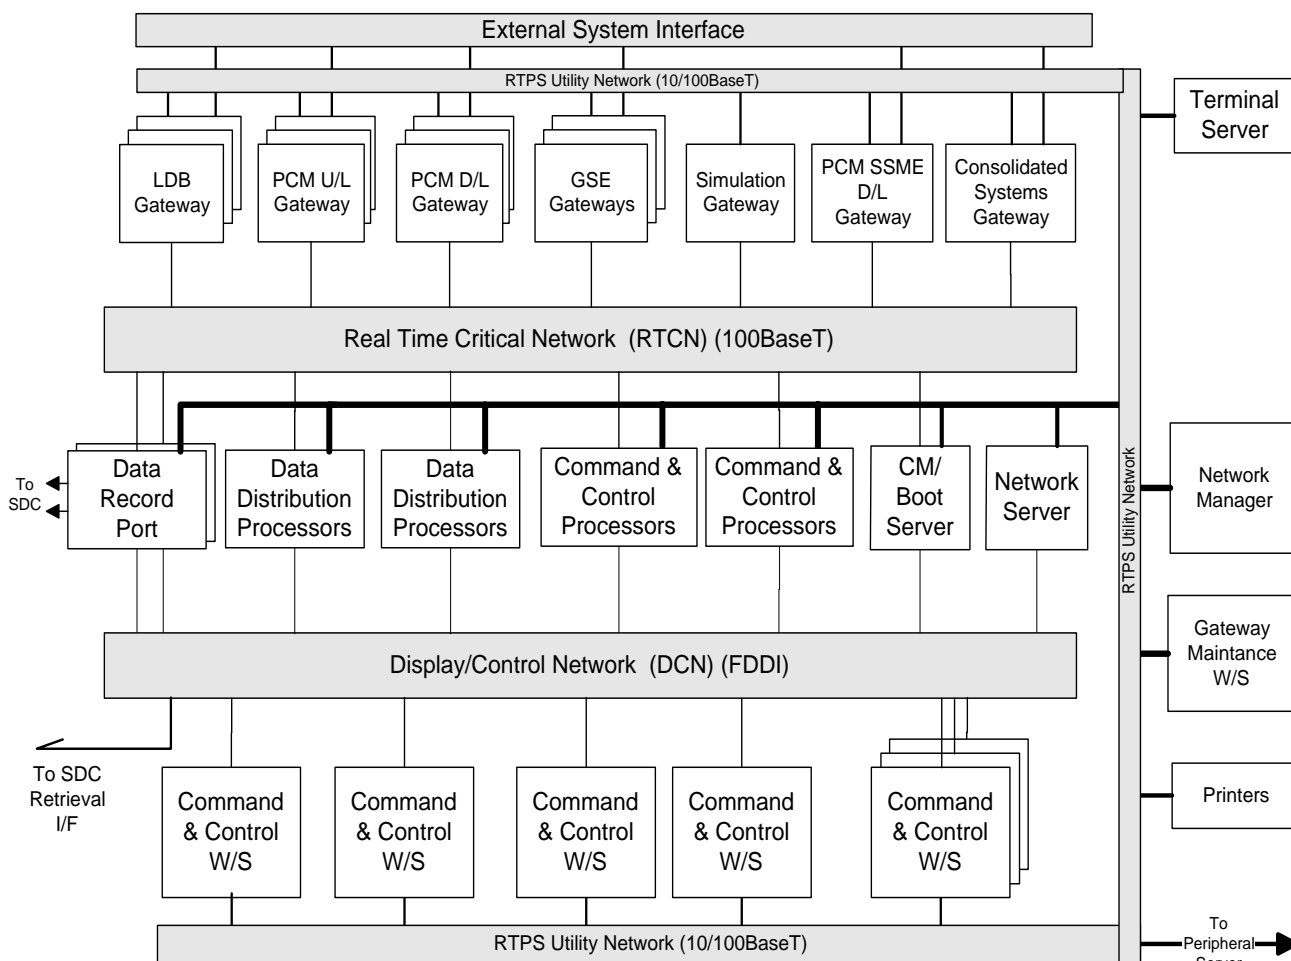 External System Interface
RTPS Utility Network (10/100BaseT)
Terminal
Server
LDB
Gateway
PCM U/L
Gateway
PCM D/L
Gateway
GSE
Gateways
Simulation
Gateway
PCM SSME
D/L
Gateway
Consolidated
Systems
Gateway
Real Time Critical Network (RTCN) (100BaseT)
To
SDC
Data
Record
Port
Data
Distribution
Processors
Data
Distribution
Processors
Command &
Control
Processors
Command &
Control
Processors
CM/
Boot
Server
Network
Server
RTPS Utility Network
Network
Manager
Gateway
Maintance
W/S
Display/Control Network (DCN) (FDDI)
To SDC
Retrieval
I/F
Command
& Control
W/S
Command
& Control
W/S
Command
& Control
W/S
Command
& Control
W/S
Command
& Control
W/S
Printers
RTPS Utility Network (10/100BaseT)
To
Peripheral
Server